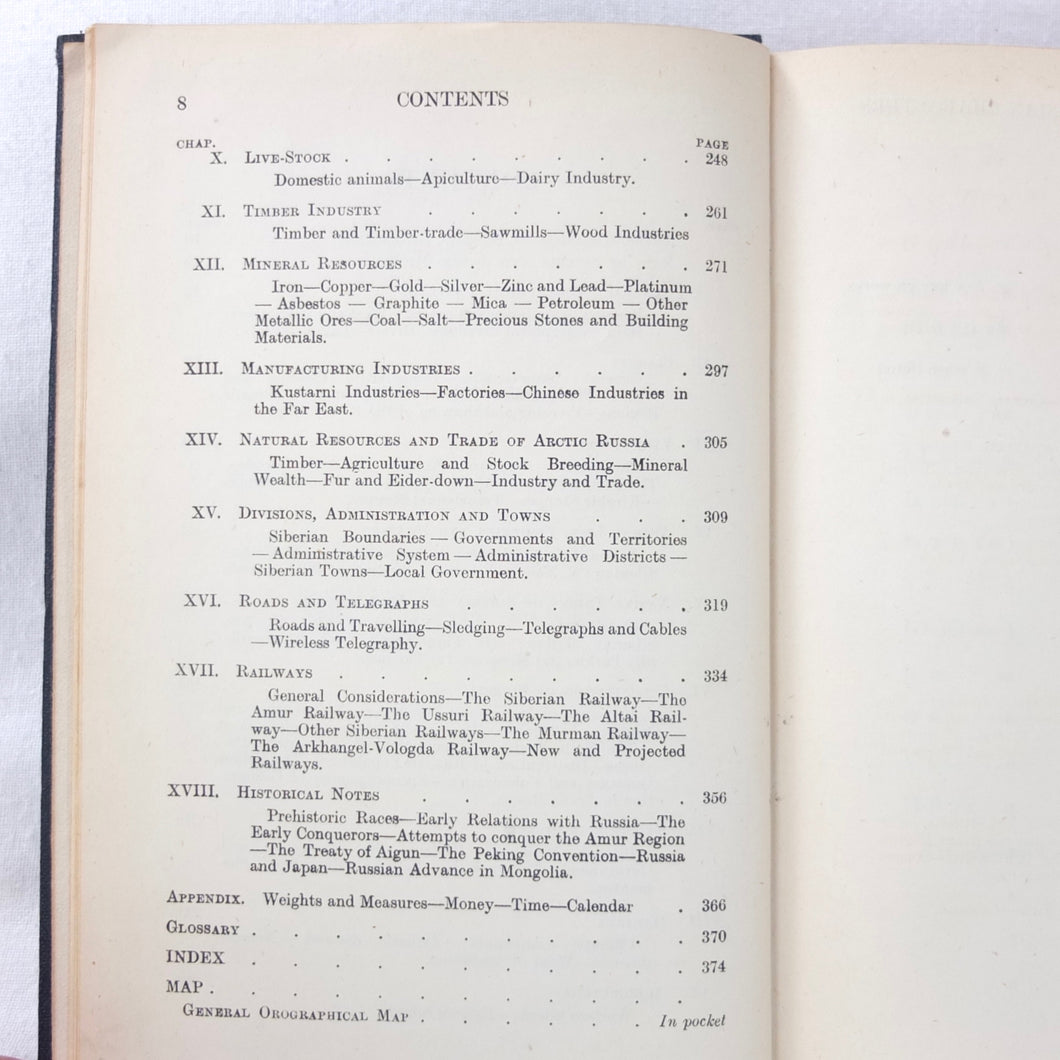 8 CONTENTS
CHAP. PAGE
X. LIVE-STOCK . . . . . . . . . 248
Domestic animals—Apiculture—Dairy Industry.
XI. TIMBER INDUSTRY . . . . . . . 261
Timber and Timber-trade—Sawmills—Wood Industries
XII. MINERAL RESOURCES . . . . . . . 271
Iron—Copper—Gold—Silver—Zinc and Lead—Platinum
— Asbestos — Graphite — Mica — Petroleum — Other
Metallic Ores—Coal—Salt—Precious Stones and Building
Materials.
XIII. MANUFACTURING INDUSTRIES . . . . . . 297
Kustarni Industries—Factories—Chinese Industries in
the Far East.
XIV. NATURAL RESOURCES AND TRADE OF ARCTIC RUSSIA . 305
Timber—Agriculture and Stock Breeding—Mineral
Wealth—Fur and Eider-down—Industry and Trade.
XV. DIVISIONS, ADMINISTRATION AND TOWNS . . . 309
Siberian Boundaries — Governments and Territories
— Administrative System — Administrative Districts —
Siberian Towns—Local Government.
XVI. ROADS AND TELEGRAPHS . . . . . . 319
Roads and Travelling—Sledging—Telegraphs and Cables
—Wireless Telegraphy.
XVII. RAILWAYS . . . . . . . . . 334
General Considerations—The Siberian Railway—The
Amur Railway—The Ussuri Railway—The Altai Rail-
way—Other Siberian Railways—The Murman Railway—
The Arkhangel-Vologda Railway—New and Projected
Railways.
XVIII. HISTORICAL NOTES . . . . . . . 356
Prehistoric Races—Early Relations with Russia—The
Early Conquerors—Attempts to conquer the Amur Region
—The Treaty of Aigun—The Peking Convention—Russia
and Japan—Russian Advance in Mongolia.
APPENDIX. Weights and Measures—Money—Time—Calendar . 366
GLOSSARY . . . . . . . . . . . 370
INDEX . . . . . . . . . . . 374
MAP . . . . . . . . . . . .
GENERAL OROGRAPHICAL MAP . . . . . . In pocket